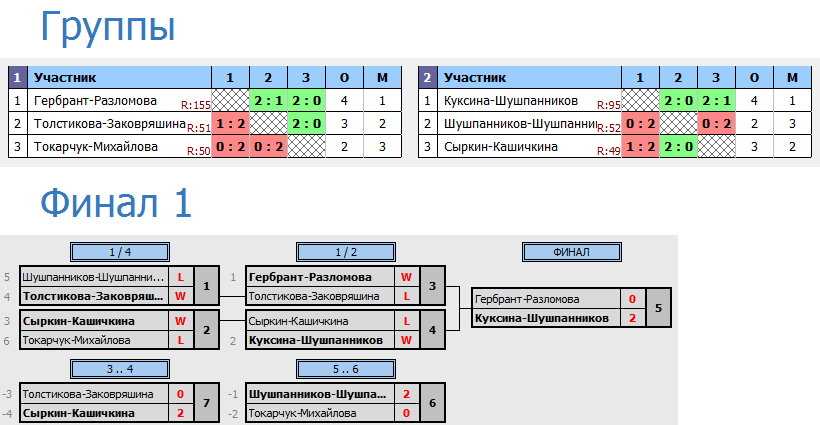 Группы
1 Участник 1 2 3 О М
1 Гербрант-Разломова R:155 2 : 1 2 : 0 4 1
2 Толстикова-Заковряшина R:51 1 : 2 2 : 0 3 2
3 Токарчук-Михайлова R:50 0 : 2 0 : 2 2 3
2 Участник 1 2 3 О М
1 Куксина-Шушпанников R:95 2 : 0 2 : 1 4 1
2 Шушпанников-Шушпанни R:52 0 : 2 0 : 2 2 3
3 Сыркин-Кашичкина R:49 1 : 2 2 : 0 3 2
Финал 1
1 / 4
5 Шушпанников-Шушпанни... L
4 Толстикова-Заковряш... W
1
3 Сыркин-Кашичкина W
6 Токарчук-Михайлова L
2
1 / 2
1 Гербрант-Разломова W
Толстикова-Заковряшина L
3
Сыркин-Кашичкина L
2 Куксина-Шушпанников W
4
ФИНАЛ
Гербрант-Разломова 0
Куксина-Шушпанников 2
5
3 .. 4
-3 Толстикова-Заковряшина 0
-4 Сыркин-Кашичкина 2
7
5 .. 6
-1 Шушпанников-Шушпа... 2
-2 Токарчук-Михайлова 0
6